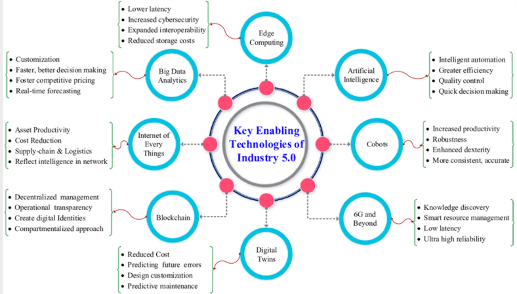 Lower latency
Increased cybersecurity
Expanded interoperability
Reduced storage costs
Edge
Computing
Customization
Faster, better decision making
Foster competitive pricing
Real-time forecasting
Big Data
Analytics
Artificial
Intelligence
Intelligent automation
Greater efficiency
Quality control
Quick decision making
Asset Productivity
Cost Reduction
Supply-chain & Logistics
Reflect intelligence in network
Internet of
Every
Things
Key Enabling
Technologies of
Industry 5.0
Cobots
Increased productivity
Robustness
Enhanced dexterity
More consistent, accurate
Decentrlized management
Operational transparency
Create digital Identities
Compartmentalized approach
Blockchain
6G and
Beyond
Knowledge discovery
Smart resource management
Low latency
Ultra high reliability
Reduced Cost
Predicting future errors
Design customization
Predictive maintenance
Digital
Twins